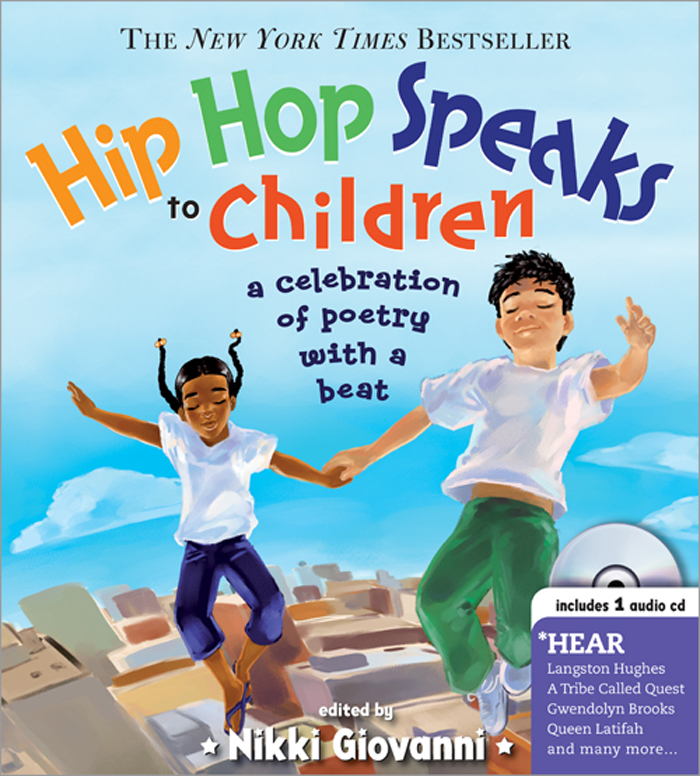 The New York Times Bestseller
Hip Hop Speaks
to Children
a celebration
of poetry
with a
beat
includes 1 audio cd
*HEAR
Langston Hughes
A Tribe Called Quest
Gwendolyn Brooks
Queen Latifah
and many more...
edited by
★ Nikki Giovanni ★